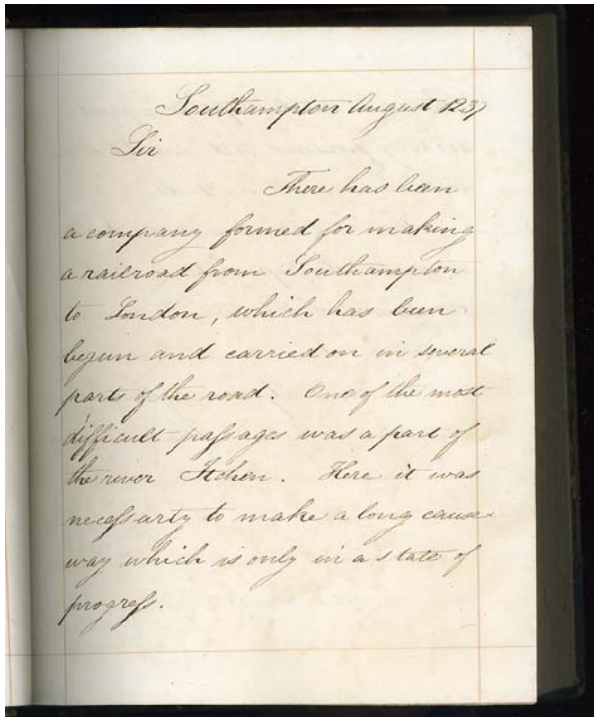 Southampton August 1837
Sir
There has been
a company formed for making
a railroad from Southampton
to London, which has been
begun and carried on in several
parts of the road. One of the most
difficult passages was a part of
the river Itchen. Here it was
necessarty to make a long cause
way which is only in a state of
progress.